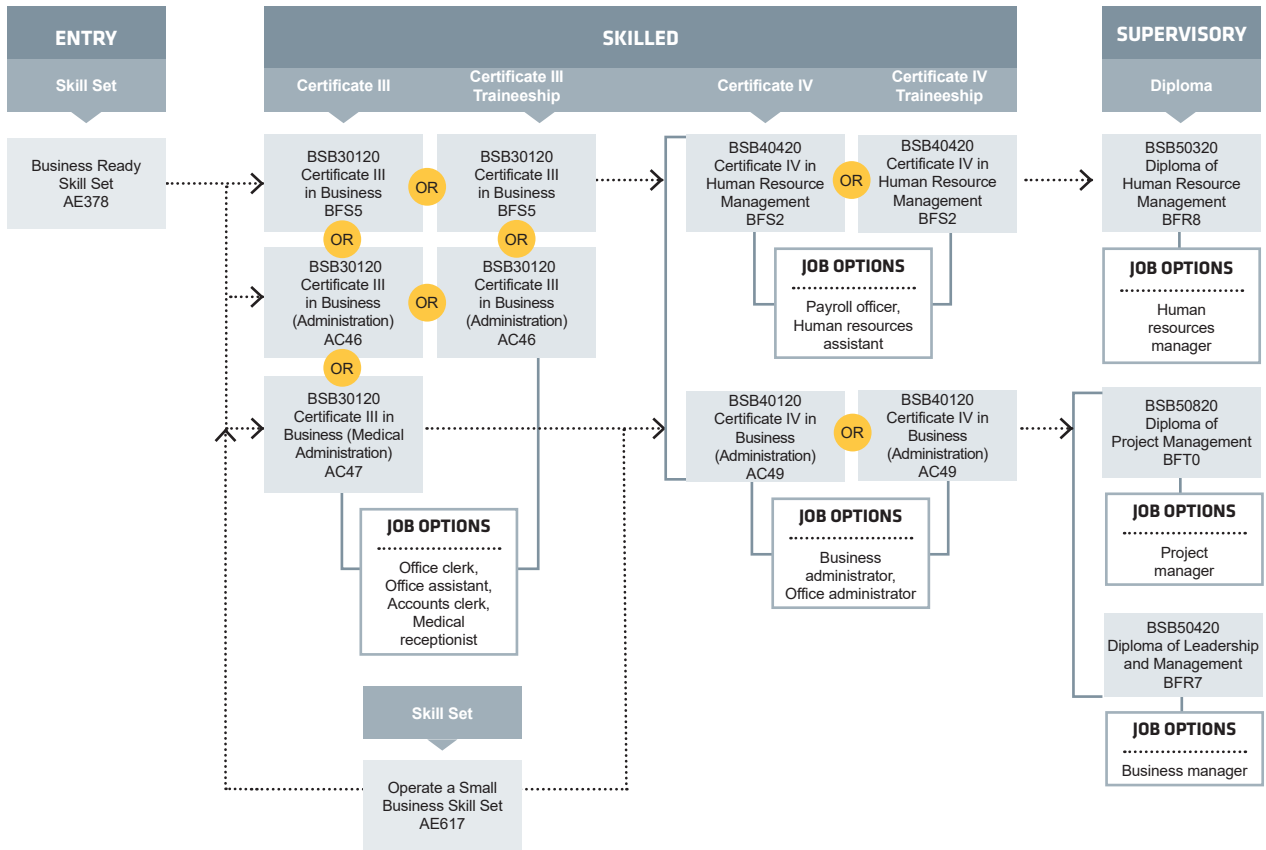 ENTRY
Skill Set
Business Ready
Skill Set
AE378
SKILLED
Certificate III
Certificate III
Traineeship
Certificate IV
Certificate IV
Traineeship
BSB30120
Certificate III
in Business
BFS5
OR
BSB30120
Certificate III
in Business
BFS5
OR
OR
BSB30120
Certificate III
in Business
(Administration)
AC46
OR
BSB30120
Certificate III
in Business
(Administration)
AC46
OR
BSB30120
Certificate III in
Business (Medical
Administration)
AC47
JOB OPTIONS
Office clerk,
Office assistant,
Accounts clerk,
Medical
receptionist
Skill Set
Operate a Small
Business Skill Set
AE617
BSB40420
Certificate IV in
Human Resource
Management
BFS2
OR
BSB40420
Certificate IV in
Human Resource
Management
BFS2
JOB OPTIONS
Payroll officer,
Human resources
assistant
BSB40120
Certificate IV in
Business
(Administration)
AC49
OR
BSB40120
Certificate IV in
Business
(Administration)
AC49
JOB OPTIONS
Business
administrator,
Office administrator
SUPERVISORY
Diploma
BSB50320
Diploma of
Human Resource
Management
BFR8
JOB OPTIONS
Human
resources
manager
BSB50820
Diploma of
Project Management
BFT0
JOB OPTIONS
Project
manager
BSB50420
Diploma of Leadership
and Management
BFR7
JOB OPTIONS
Business manager